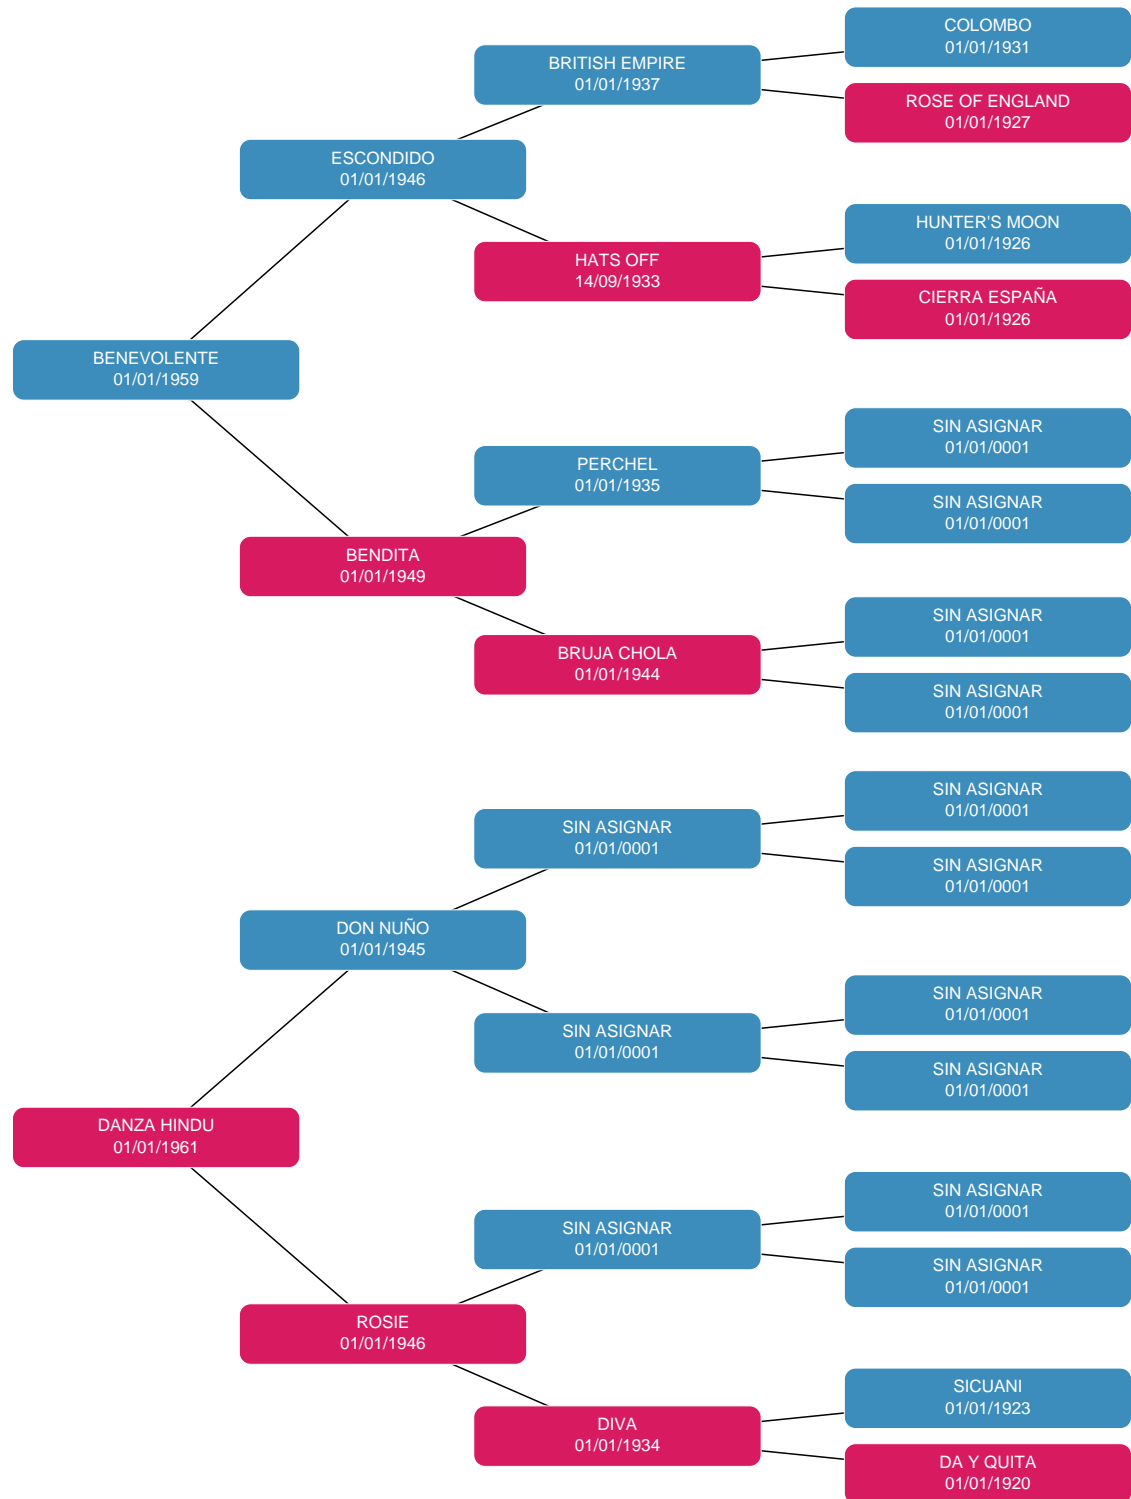 COLOMBO
01/01/1931
BRITISH EMPIRE
01/01/1937
ROSE OF ENGLAND
01/01/1927
ESCONDIDO
01/01/1946
HUNTER'S MOON
01/01/1926
HATS OFF
14/09/1933
CIERRA ESPAÑA
01/01/1926
BENEVOLENTE
01/01/1959
SIN ASIGNAR
01/01/0001
PERCHEL
01/01/1935
SIN ASIGNAR
01/01/0001
BENDITA
01/01/1949
SIN ASIGNAR
01/01/0001
BRUJA CHOLA
01/01/1944
SIN ASIGNAR
01/01/0001
SIN ASIGNAR
01/01/0001
SIN ASIGNAR
01/01/0001
SIN ASIGNAR
01/01/0001
DON NUÑO
01/01/1945
SIN ASIGNAR
01/01/0001
SIN ASIGNAR
01/01/0001
SIN ASIGNAR
01/01/0001
DANZA HINDU
01/01/1961
SIN ASIGNAR
01/01/0001
SIN ASIGNAR
01/01/0001
SIN ASIGNAR
01/01/0001
ROSIE
01/01/1946
SICUANI
01/01/1923
DIVA
01/01/1934
DA Y QUITA
01/01/1920